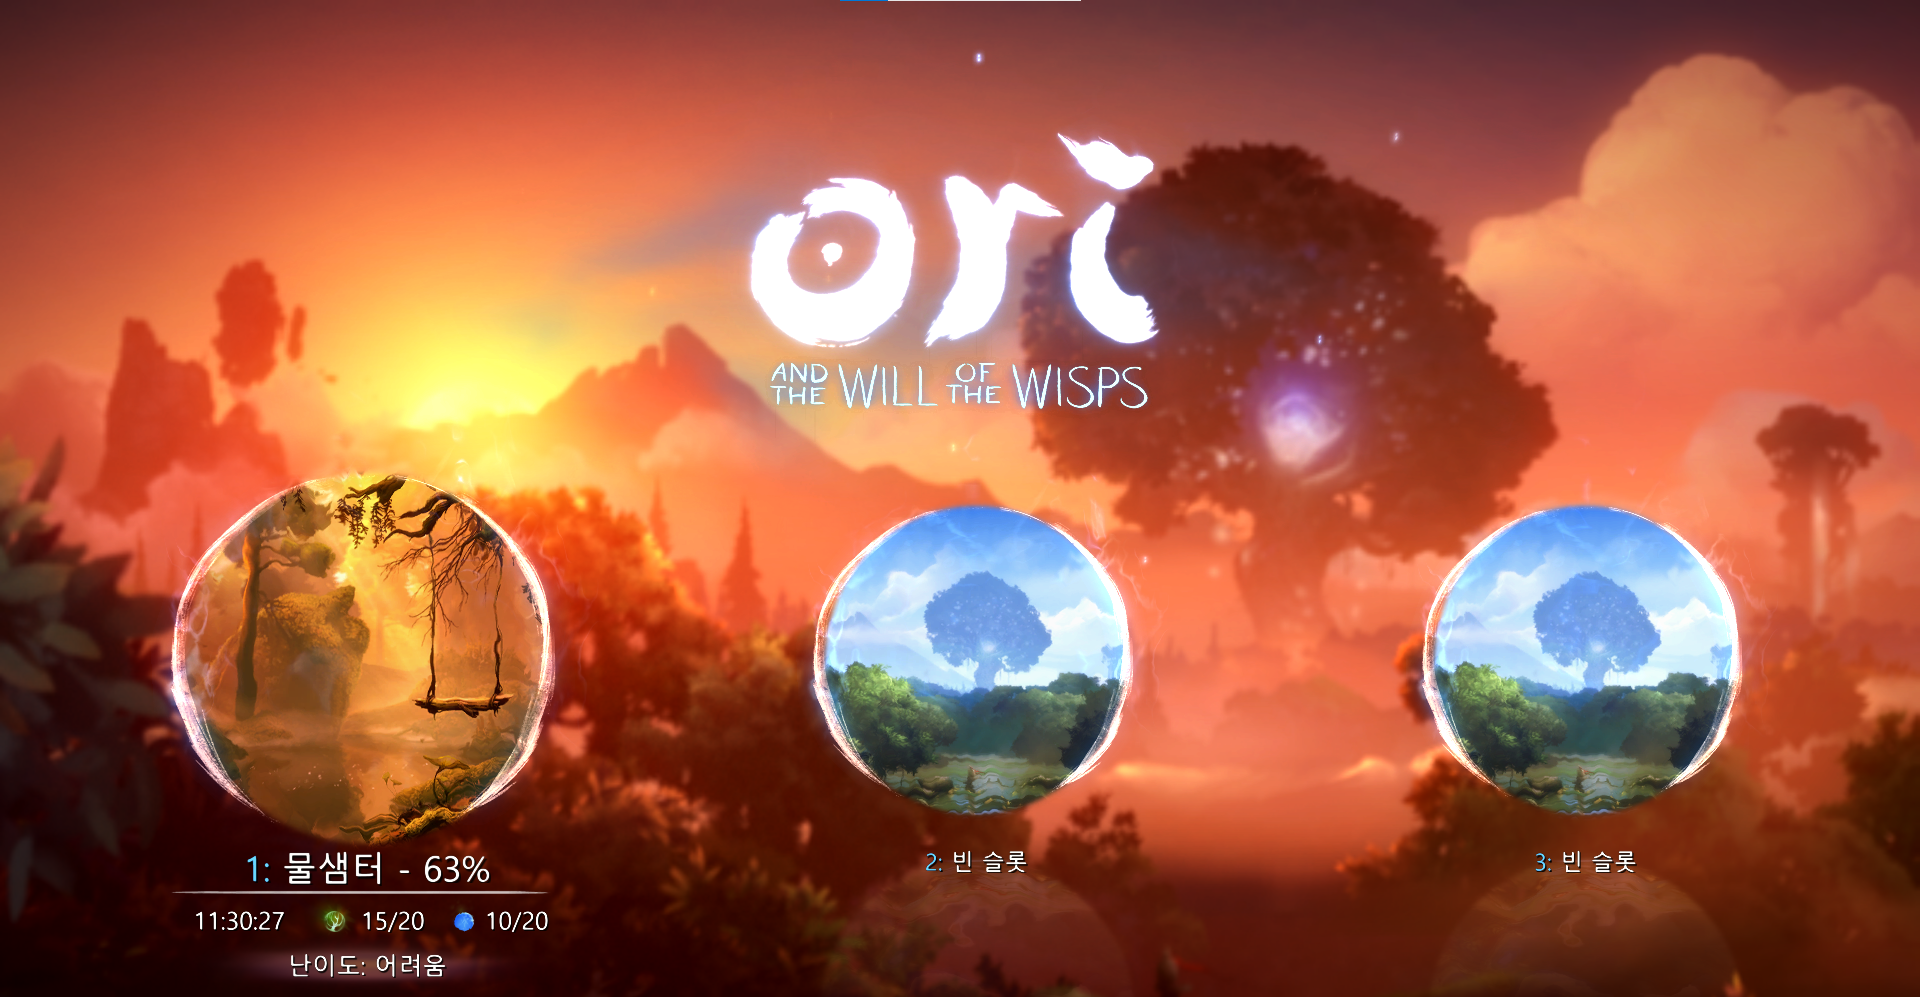 ori
AND THE WILL OF THE WISPS
1: 물샘터 - 63%
11:30:27 15/20 10/20
난이도: 어려움
2: 빈 슬롯
3: 빈 슬롯